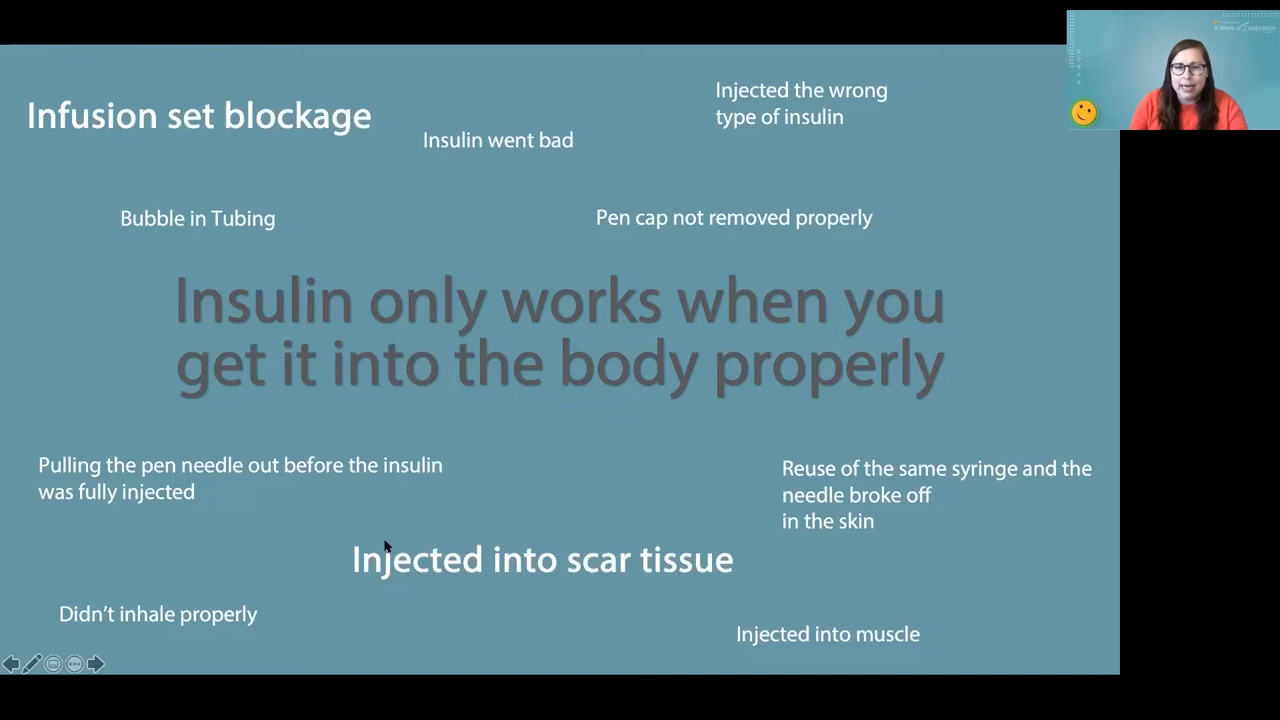 A Week of Celebration
Infusion set blockage
Insulin went bad
Injected the wrong
type of insulin
Bubble in Tubing
Pen cap not removed properly
Insulin only works when you
get it into the body properly
Pulling the pen needle out before the insulin
was fully injected
Reuse of the same syringe and the
needle broke off
in the skin
Injected into scar tissue
Didn’t inhale properly
Injected into muscle